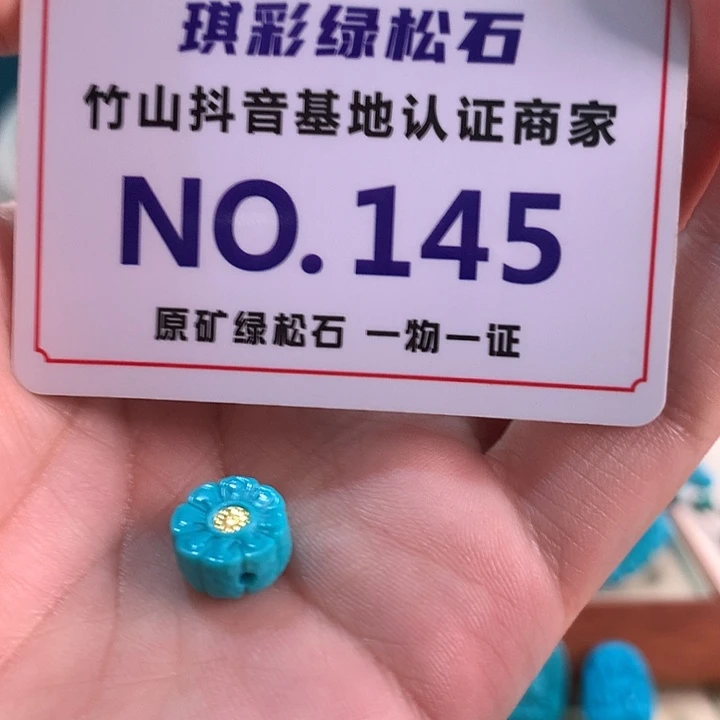 琪彩绿松石
竹山抖音基地认证商家
NO.145
原矿绿松石 一物一证